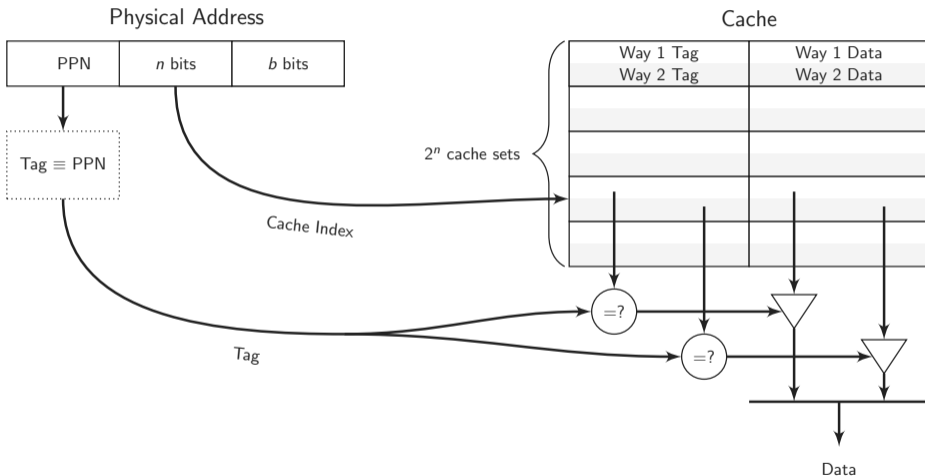 Physical Address
Cache
PPN
n bits
b bits
Way 1 Tag
Way 1 Data
Way 2 Tag
Way 2 Data
2ⁿ cache sets
Tag ≡ PPN
Cache Index
=?
Tag
=?
Data